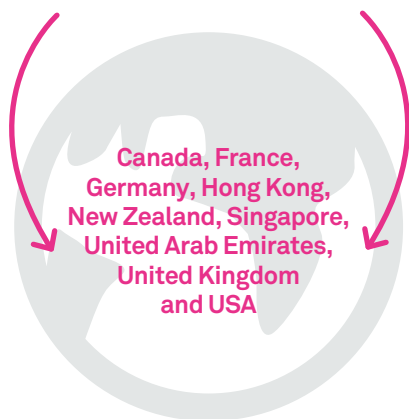 Canada, France,
Germany, Hong Kong,
New Zealand, Singapore,
United Arab Emirates,
United Kingdom
and USA